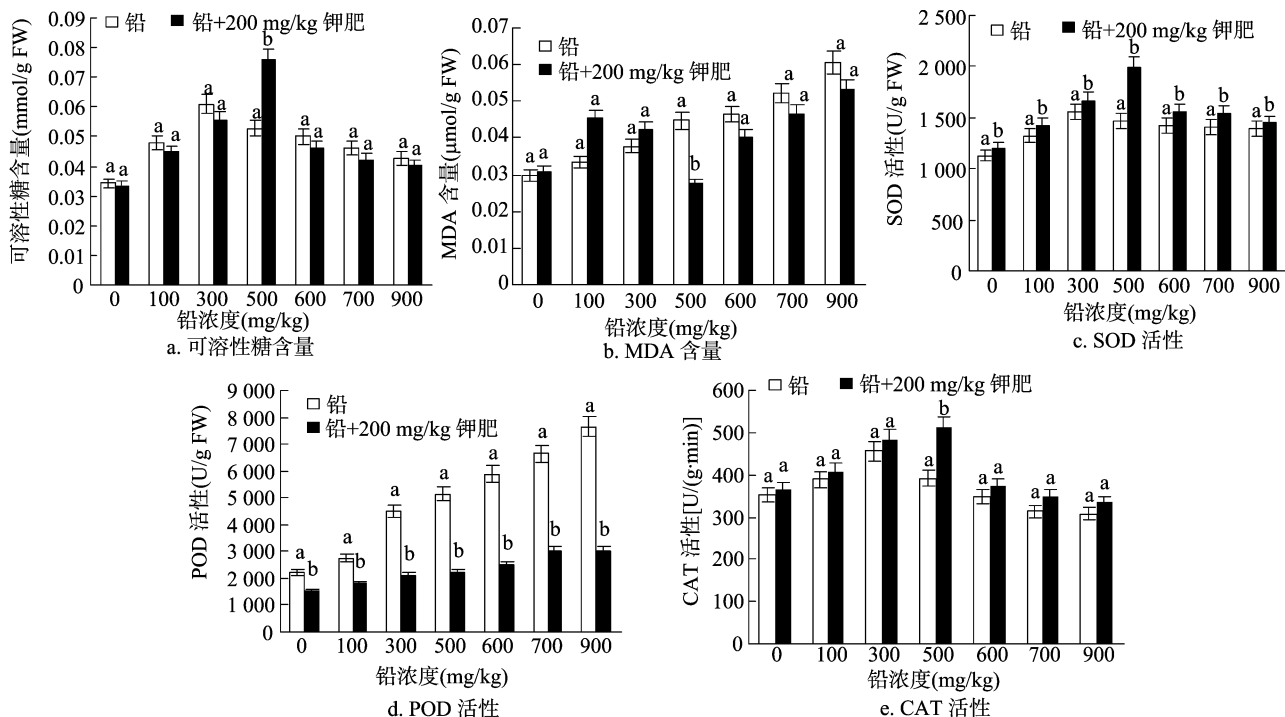 铅
铅+200 mg/kg 钾肥
可溶性糖含量(mmol/g FW)
0.09
0.08
0.07
0.06
0.05
0.04
0.03
0.02
0.01
0
a a
a a
a a
a b
a a
a a
a a
0 100 300 500 600 700 900
铅浓度(mg/kg)
a. 可溶性糖含量
铅
铅+200 mg/kg 钾肥
MDA 含量(μmol/g FW)
0.07
0.06
0.05
0.04
0.03
0.02
0.01
0
a a
a a
a a
a b
a a
a a
a a
0 100 300 500 600 700 900
铅浓度(mg/kg)
b. MDA 含量
铅
铅+200 mg/kg 钾肥
SOD 活性(U/g FW)
2 500
2 000
1 500
1 000
500
0
a b
a b
a b
a b
a b
a b
a b
0 100 300 500 600 700 900
铅浓度(mg/kg)
c. SOD 活性
铅
铅+200 mg/kg 钾肥
POD 活性(U/g FW)
9 000
8 000
7 000
6 000
5 000
4 000
3 000
2 000
1 000
0
a b
a b
a b
a b
a b
a b
a b
0 100 300 500 600 700 900
铅浓度(mg/kg)
d. POD 活性
铅
铅+200 mg/kg 钾肥
CAT 活性[U/(g·min)]
600
500
400
300
200
100
0
a a
a a
a a
a b
a a
a a
a a
0 100 300 500 600 700 900
铅浓度(mg/kg)
e. CAT 活性